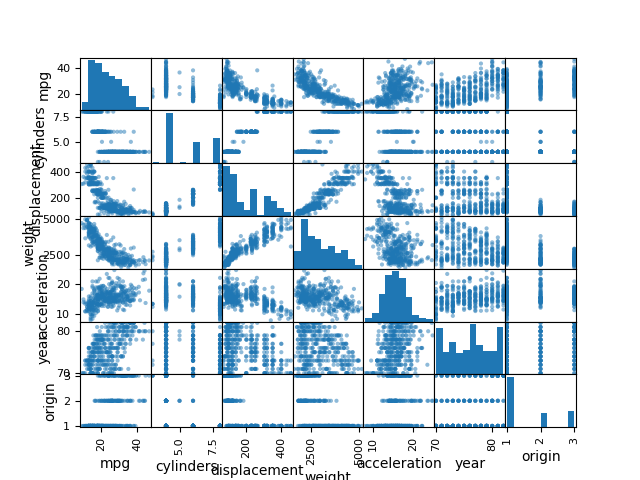 40
20
mpg
7.5
5.0
cylinders
400
200
displacement
5000
2500
weight
20
10
acceleration
80
70
year
3
2
1
origin
20 40 5.0 7.5 200 400 2500 5000 10 20 70 80 1 2 3
mpg cylinders displacement weight acceleration year origin